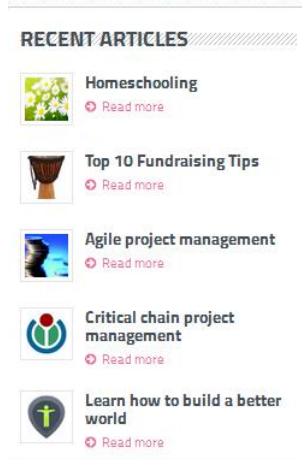 RECENT ARTICLES
Homeschooling
Read more
Top 10 Fundraising Tips
Read more
Agile project management
Read more
Critical chain project
management
Read more
Learn how to build a better
world
Read more